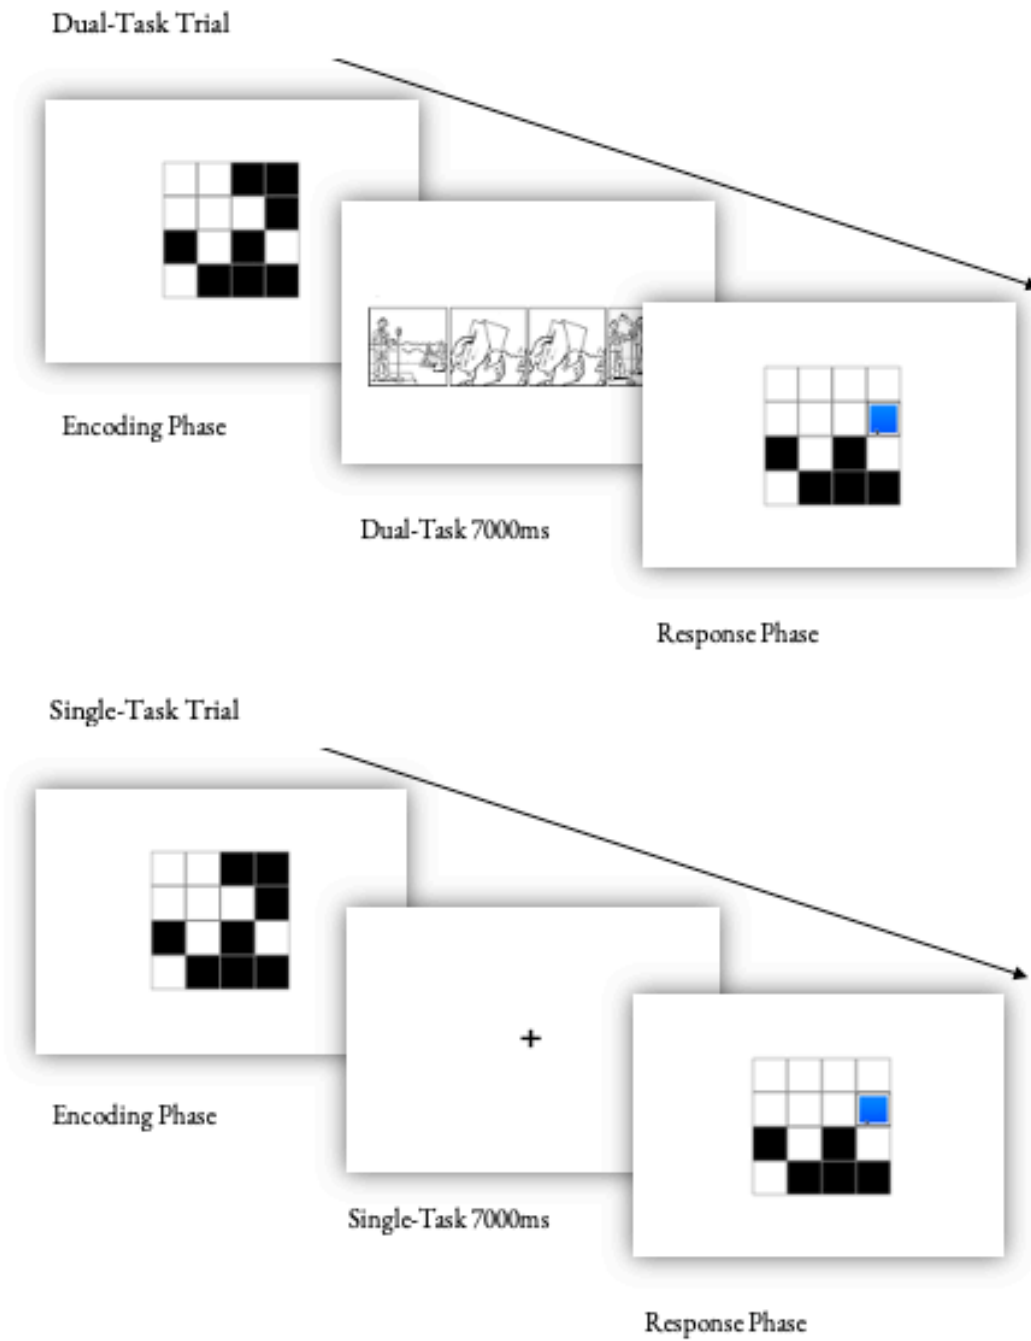 Dual-Task Trial
Encoding Phase
Dual-Task 7000ms
Response Phase
Single-Task Trial
+
Encoding Phase
Single-Task 7000ms
Response Phase